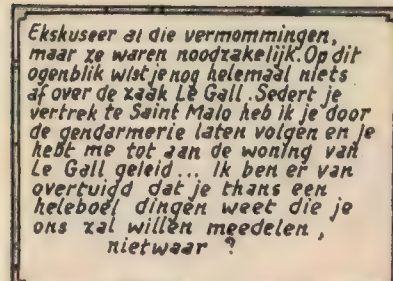 Ekskuseer al die vermommingen,
maar ze waren noodzakelijk. Op dit
ogenblik wist je nog helemaal niets
af over de zaak Le Gall. Sedert je
vertrek te Saint Malo heb ik je door
de gendarmerie laten volgen en je
hebt me tot aan de woning van
Le Gall geleid... Ik ben er van
overtuigd dat je thans een
heleboel dingen weet die je
ons zal willen meedelen,
nietwaar?